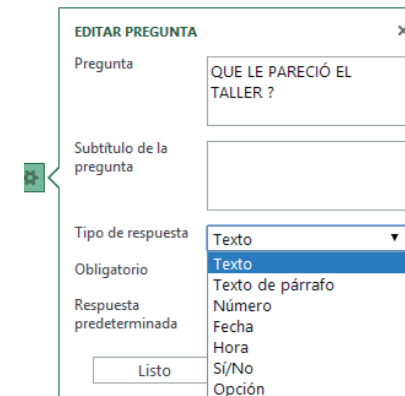 EDITAR PREGUNTA
Pregunta
QUE LE PARECIÓ EL
TALLER ?
Subtítulo de la
pregunta
Tipo de respuesta
Texto
Texto
Texto de párrafo
Obligatorio
Número
Respuesta
predeterminada
Fecha
Hora
Sí/No
Opción
Listo